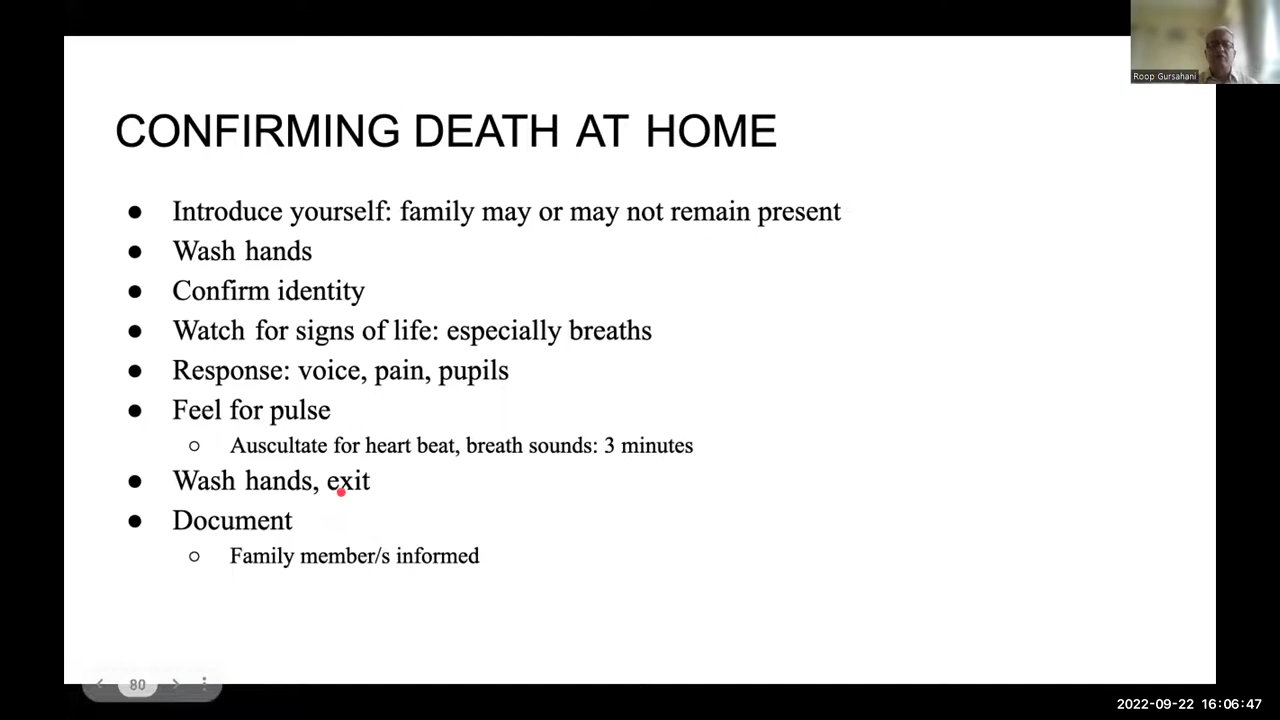 Roop Gursahani
CONFIRMING DEATH AT HOME
● Introduce yourself: family may or may not remain present
● Wash hands
● Confirm identity
● Watch for signs of life: especially breaths
● Response: voice, pain, pupils
● Feel for pulse
○ Auscultate for heart beat, breath sounds: 3 minutes
● Wash hands, exit
● Document
○ Family member/s informed
80
2022-09-22 16:06:47